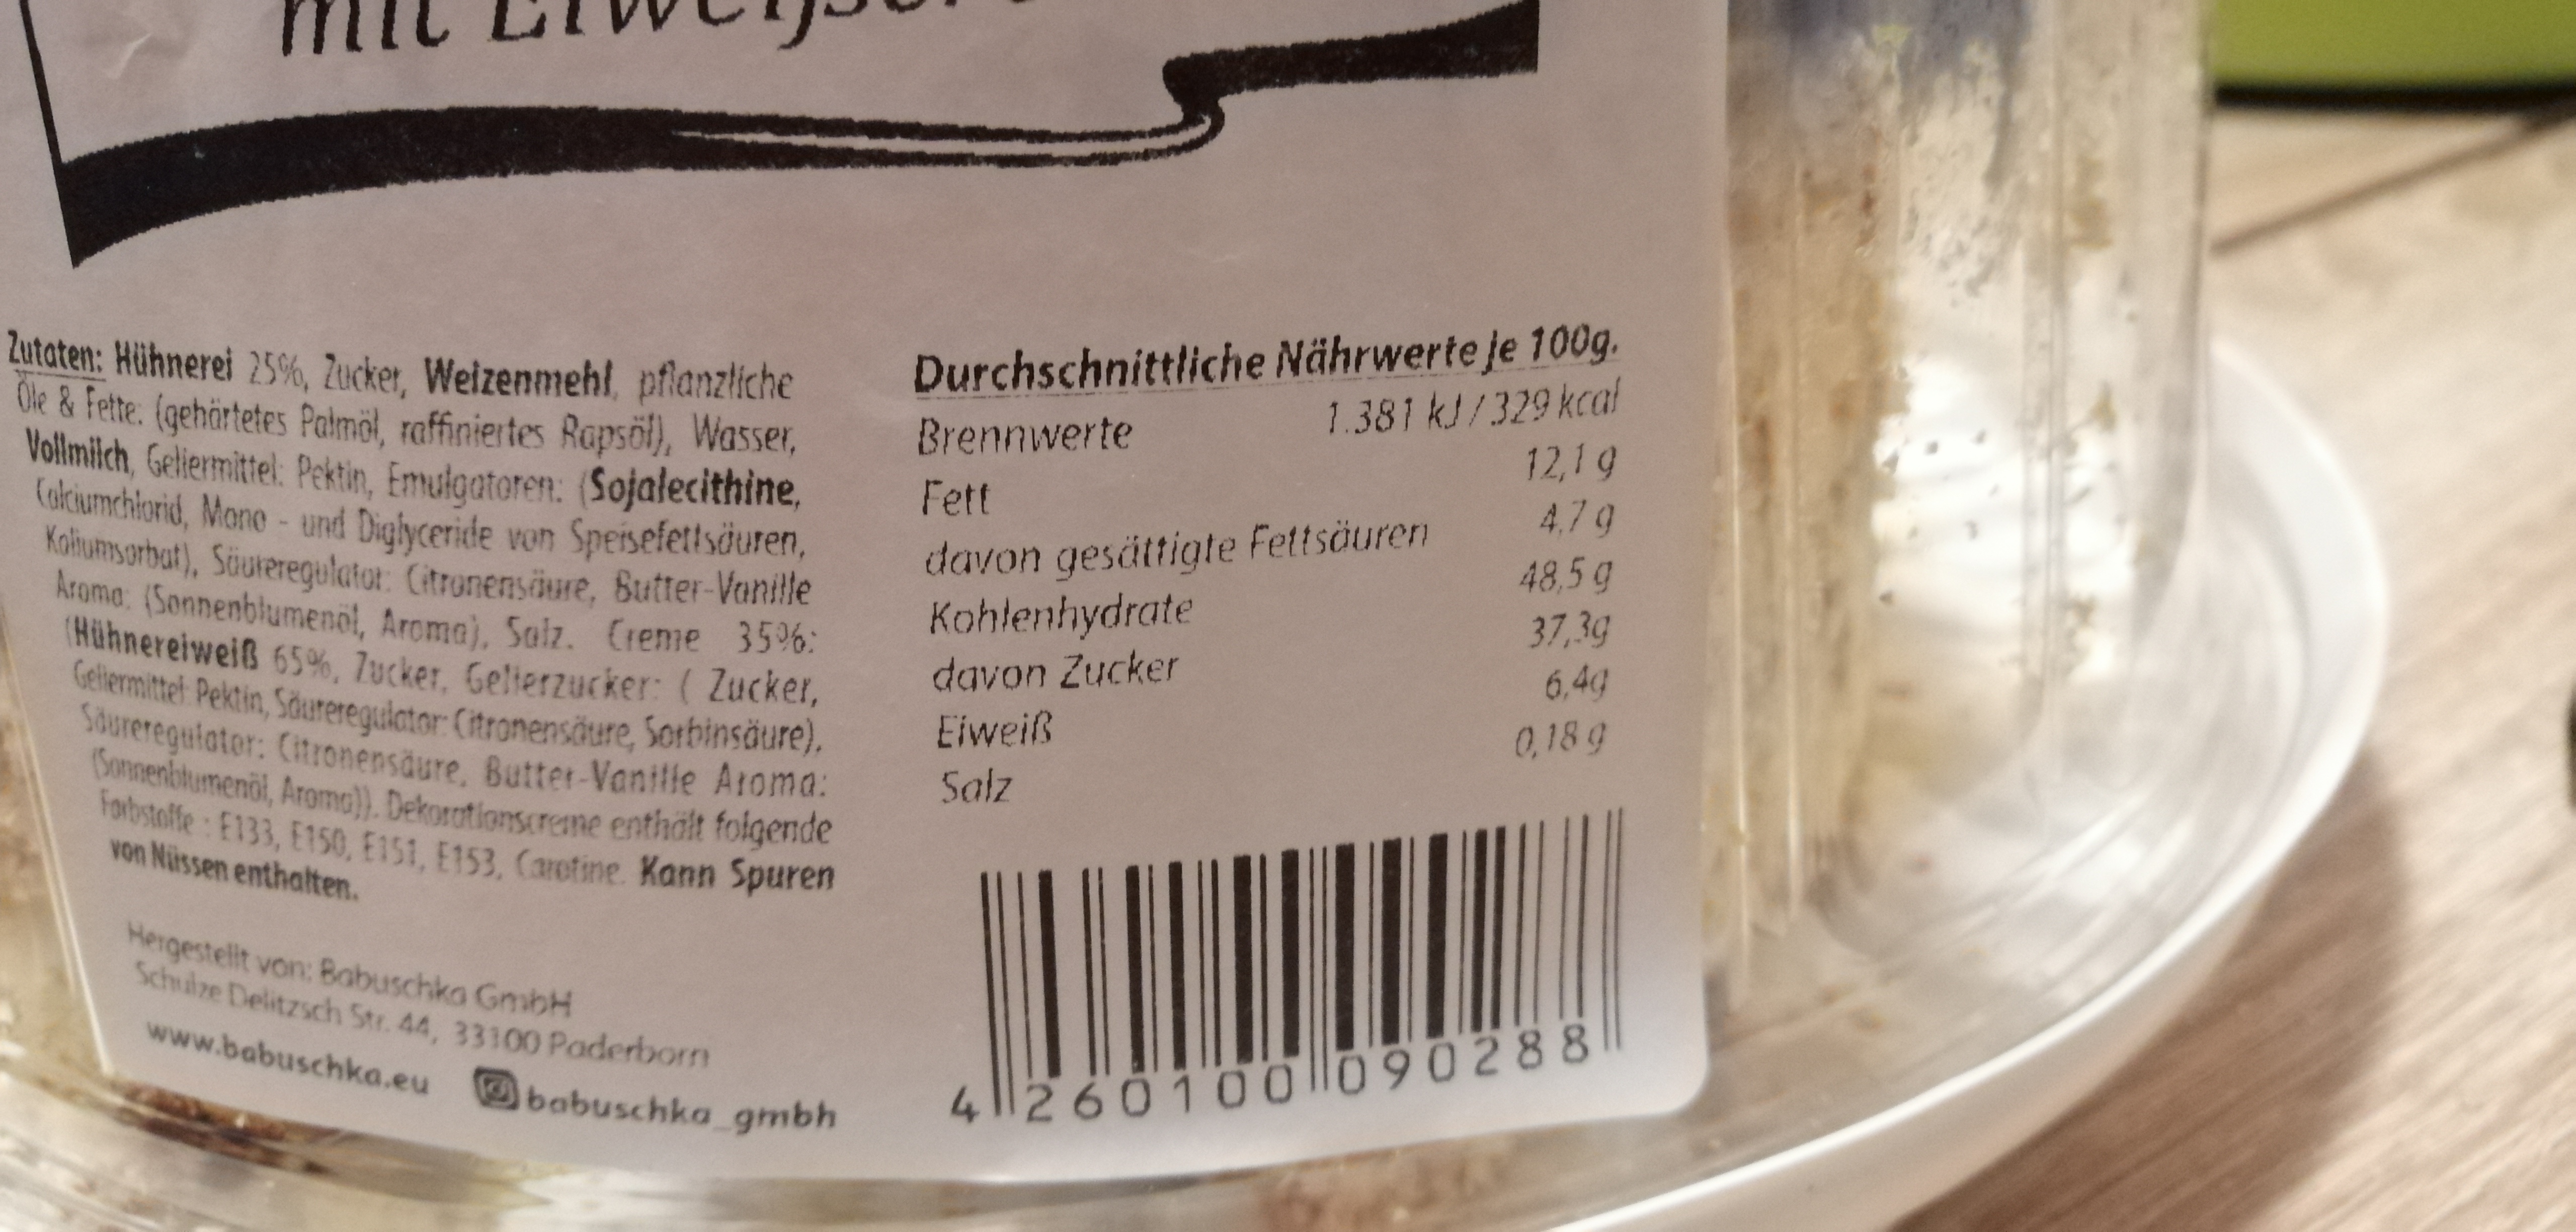 mit
Zutaten: Hühnerei 25%, Zucker, Weizenmehl, pflanzliche
Öle & Fette: (gehärtetes Palmöl, raffiniertes Rapsöl), Wasser,
Vollmilch, Geliermittel: Pektin, Emulgatoren: (Sojalecithine,
Calciumchlorid, Mono - und Diglyceride von Speisefettsäuren,
Kaliumsorbat), Säureregulator: Citronensäure, Butter-Vanille
Aroma: (Sonnenblumenöl, Aroma), Salz. Creme 35%:
(Hühnereiweiß 65%, Zucker, Gelierzucker: ( Zucker,
Geliermittel: Pektin, Säureregulator: Citronensäure, Sorbinsäure),
Säureregulator: Citronensäure, Butter-Vanille Aroma:
(Sonnenblumenöl, Aroma)). Dekorationscreme enthält folgende
Farbstoffe : E133, E150, E151, E153, Carotine. Kann Spuren
von Nüssen enthalten.
Hergestellt von: Babuschka GmbH
Schulze Delitzsch Str. 44, 33100 Paderborn
www.babuschka.eu babuschka_gmbh
Durchschnittliche Nährwerte je 100g.
Brennwerte 1.381 kJ / 329 kcal
Fett 12,1 g
davon gesättigte Fettsäuren 4,7 g
Kohlenhydrate 48,5 g
davon Zucker 37,3g
Eiweiß 6,4g
Salz 0,18 g
4 260100 090288